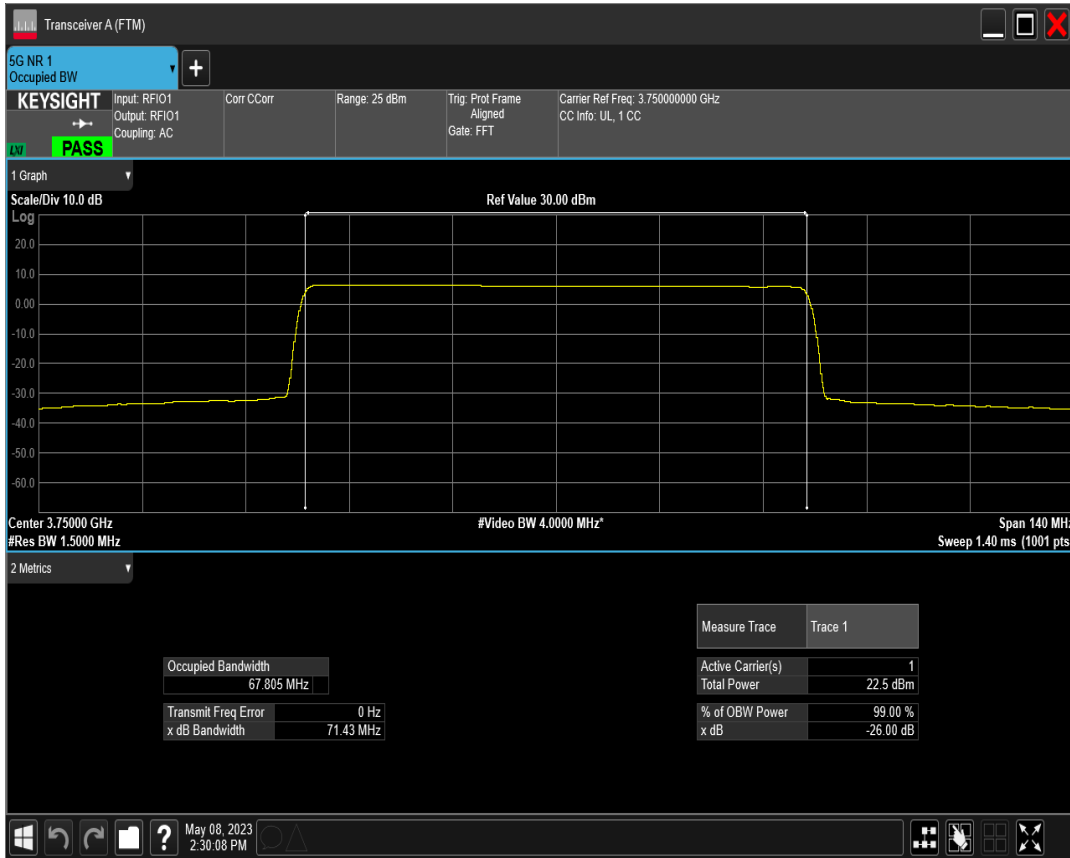 Transceiver A (FTM)
5G NR 1
Occupied BW
+
KEYSIGHT
LXI
PASS
Input: RFIO1
Output: RFIO1
Coupling: AC
Corr CCorr
Range: 25 dBm
Trig: Prot Frame
Aligned
Gate: FFT
Carrier Ref Freq: 3.750000000 GHz
CC Info: UL, 1 CC
1 Graph
Scale/Div 10.0 dB
Ref Value 30.00 dBm
Log
20.0
10.0
0.00
-10.0
-20.0
-30.0
-40.0
-50.0
-60.0
Center 3.75000 GHz
#Video BW 4.0000 MHz*
Span 140 MHz
#Res BW 1.5000 MHz
Sweep 1.40 ms (1001 pts
2 Metrics
Measure Trace Trace 1
Occupied Bandwidth
67.805 MHz
Transmit Freq Error 0 Hz
x dB Bandwidth 71.43 MHz
Active Carrier(s) 1
Total Power 22.5 dBm
% of OBW Power 99.00 %
x dB -26.00 dB
?
May 08, 2023
2:30:08 PM